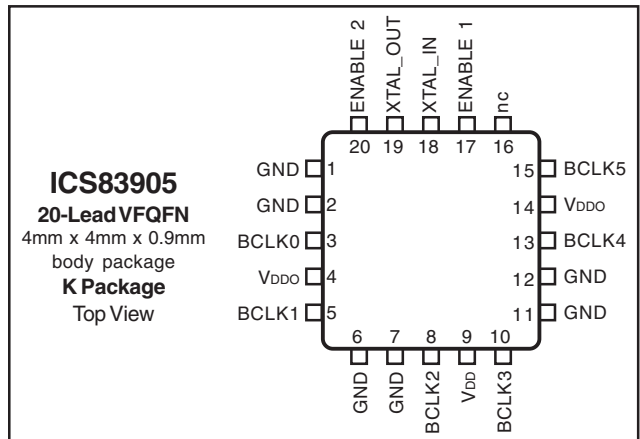 ENABLE 2
XTAL_OUT
XTAL_IN
ENABLE 1
nc
20 19 18 17 16
ICS83905
20-Lead VFQFN
4mm x 4mm x 0.9mm
body package
K Package
Top View
GND 1
GND 2
BCLK0 3
VDDO 4
BCLK1 5
15 BCLK5
14 VDDO
13 BCLK4
12 GND
11 GND
6 7 8 9 10
GND
GND
BCLK2
VDD
BCLK3